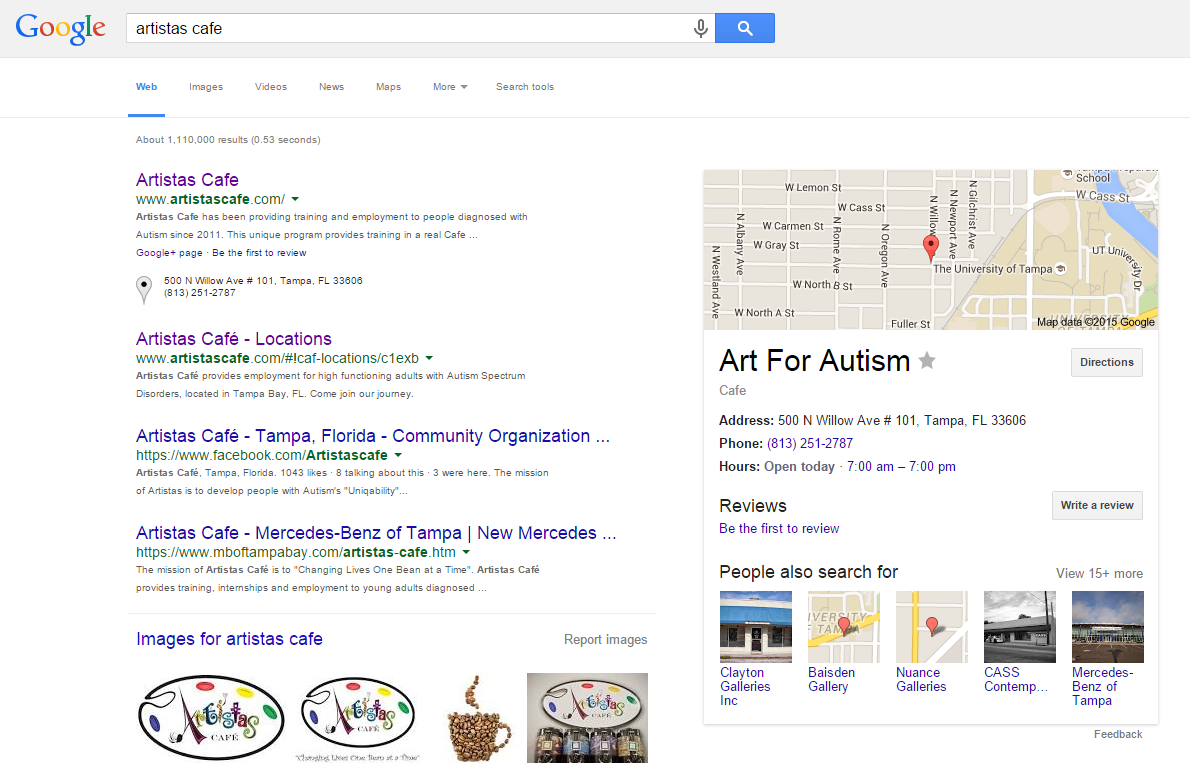 Google
artistas cafe
Web Images Videos News Maps More Search tools
About 1,110,000 results (0.53 seconds)
Artistas Cafe
www.artistascafe.com/
Artistas Cafe has been providing training and employment to people diagnosed with
Autism since 2011. This unique program provides training in a real Cafe ...
Google+ page · Be the first to review
500 N Willow Ave # 101, Tampa, FL 33606
(813) 251-2787
Artistas Café - Locations
www.artistascafe.com/#!caf-locations/c1exb
Artistas Café provides employment for high functioning adults with Autism Spectrum
Disorders, located in Tampa Bay, FL. Come join our journey.
Artistas Café - Tampa, Florida - Community Organization ...
https://www.facebook.com/Artistascafe
Artistas Café, Tampa, Florida. 1043 likes · 8 talking about this · 3 were here. The mission
of Artistas is to develop people with Autism's "Uniqability"...
Artistas Cafe - Mercedes-Benz of Tampa | New Mercedes ...
https://www.mboftampabay.com/artistas-cafe.htm
The mission of Artistas Café is to "Changing Lives One Bean at a Time". Artistas Café
provides training, internships and employment to young adults diagnosed ...
Images for artistas cafe
Report images
Artistas
CAFÉ
Artistas
CAFÉ
"Changing Lives One Bean at a Time"
Artistas
CAFÉ
School
W Lemon St
W Cass St
W Cass St
W Carmen St
W Gray St
N Albany Ave
N Westland Ave
N Rome Ave
N Oregon Ave
N Willow
N Newport Ave
N Gilchrist Ave
The University of Tampa
UT University Dr
W North B St
W North A St
Fuller St
UNIVERSITY
Map data ©2015 Google
Art For Autism
Directions
Cafe
Address: 500 N Willow Ave # 101, Tampa, FL 33606
Phone: (813) 251-2787
Hours: Open today · 7:00 am – 7:00 pm
Reviews
Write a review
Be the first to review
People also search for
View 15+ more
Clayton
Galleries
Inc
Baisden
Gallery
Nuance
Galleries
CASS
Contemp...
Mercedes-
Benz of
Tampa
Feedback